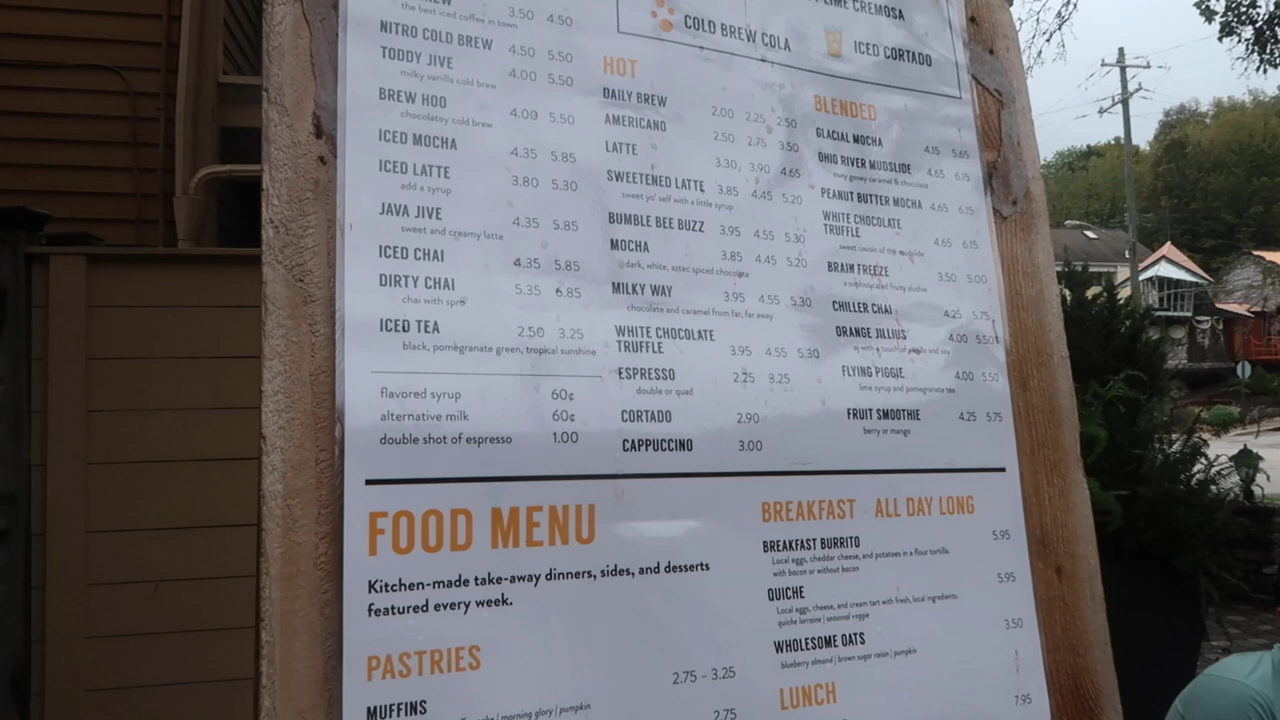 3.50 4.50
the best iced coffee in town
NITRO COLD BREW 4.50 5.50
TODDY JIVE 4.00 5.50
milky vanilla cold brew
BREW HOO 4.00 5.50
chocolatey cold brew
ICED MOCHA 4.35 5.85
ICED LATTE 3.80 5.30
add a syrup
JAVA JIVE 4.35 5.85
sweet and creamy latte
ICED CHAI 4.35 5.85
DIRTY CHAI 5.35 6.85
chai with spro
ICED TEA 2.50 3.25
black, pomegranate green, tropical sunshine
flavored syrup 60¢
alternative milk 60¢
double shot of espresso 1.00
LIME CREMOSA
COLD BREW COLA
ICED CORTADO
HOT
DAILY BREW 2.00 2.25 2.50
AMERICANO 2.50 2.75 3.50
LATTE 3.30 3.90 4.65
SWEETENED LATTE 3.85 4.45 5.20
sweet yo' self with a little syrup
BUMBLE BEE BUZZ 3.95 4.55 5.30
MOCHA 3.85 4.45 5.20
dark, white, aztec spiced chocolate
MILKY WAY 3.95 4.55 5.30
chocolate and caramel from far, far away
WHITE CHOCOLATE
TRUFFLE 3.95 4.55 5.30
ESPRESSO 2.25 3.25
double or quad
CORTADO 2.90
CAPPUCCINO 3.00
BLENDED
GLACIAL MOCHA 4.15 5.65
OHIO RIVER MUDSLIDE 4.65 6.15
ooey gooey caramel & chocolate
PEANUT BUTTER MOCHA 4.65 6.15
WHITE CHOCOLATE
TRUFFLE 4.65 6.15
sweet cousin of the mudslide
BRAIN FREEZE 3.50 5.00
a sophisticated fruity slushie
CHILLER CHAI 4.25 5.75
ORANGE JILLIUS 4.00 5.50
oj with a touch of vanilla and soy
FLYING PIGGIE 4.00 5.50
lime syrup and pomegranate tea
FRUIT SMOOTHIE 4.25 5.75
berry or mango
FOOD MENU
Kitchen-made take-away dinners, sides, and desserts
featured every week.
PASTRIES
2.75 - 3.25
MUFFINS
morning glory | pumpkin
2.75
BREAKFAST ALL DAY LONG
BREAKFAST BURRITO 5.95
Local eggs, cheddar cheese, and potatoes in a flour tortilla.
with bacon or without bacon
QUICHE 5.95
Local eggs, cheese, and cream tart with fresh, local ingredients.
quiche lorraine | seasonal veggie
WHOLESOME OATS 3.50
blueberry almond | brown sugar raisin | pumpkin
LUNCH
7.95